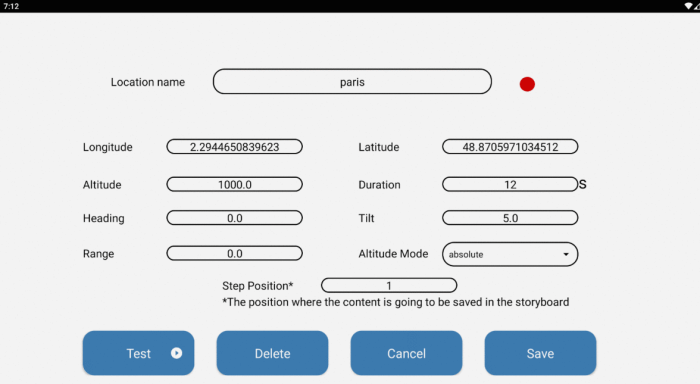 7:12
Location name paris
Longitude 2.2944650839623 Latitude 48.8705971034512
Altitude 1000.0 Duration 12 S
Heading 0.0 Tilt 5.0
Range 0.0 Altitude Mode absolute
Step Position* 1
*The position where the content is going to be saved in the storyboard
Test Delete Cancel Save